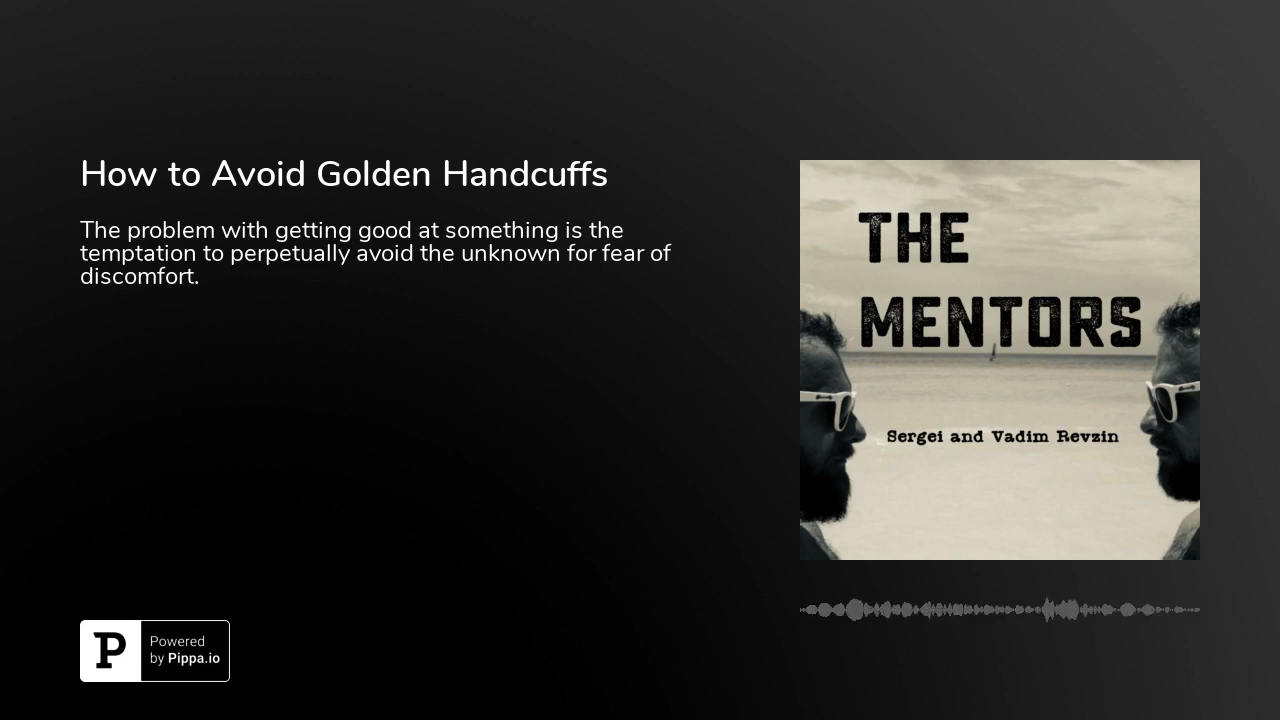 How to Avoid Golden Handcuffs
The problem with getting good at something is the
temptation to perpetually avoid the unknown for fear of
discomfort.
THE
MENTORS
Sergei and Vadim Revzin
P
Powered
by Pippa.io